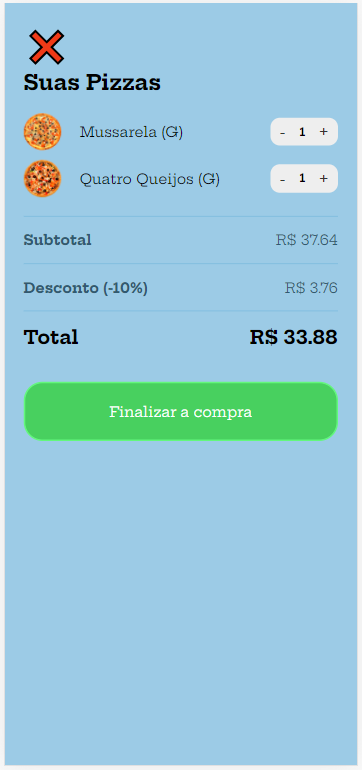 Suas Pizzas
Mussarela (G) - 1 +
Quatro Queijos (G) - 1 +
Subtotal R$ 37.64
Desconto (-10%) R$ 3.76
Total R$ 33.88
Finalizar a compra